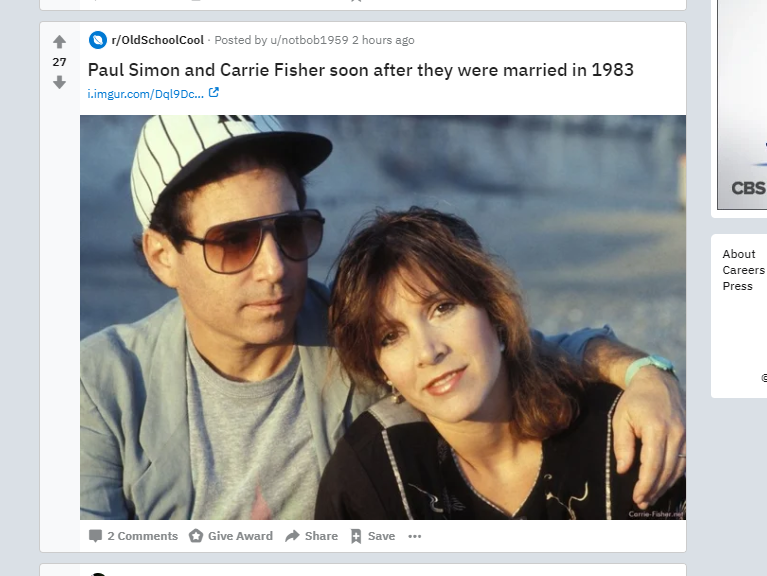 r/OldSchoolCool · Posted by u/notbob1959 2 hours ago
27
Paul Simon and Carrie Fisher soon after they were married in 1983
i.imgur.com/Dql9Dc...
Carrie-Fisher.net
2 Comments Give Award Share Save
CBS
About
Careers
Press
©